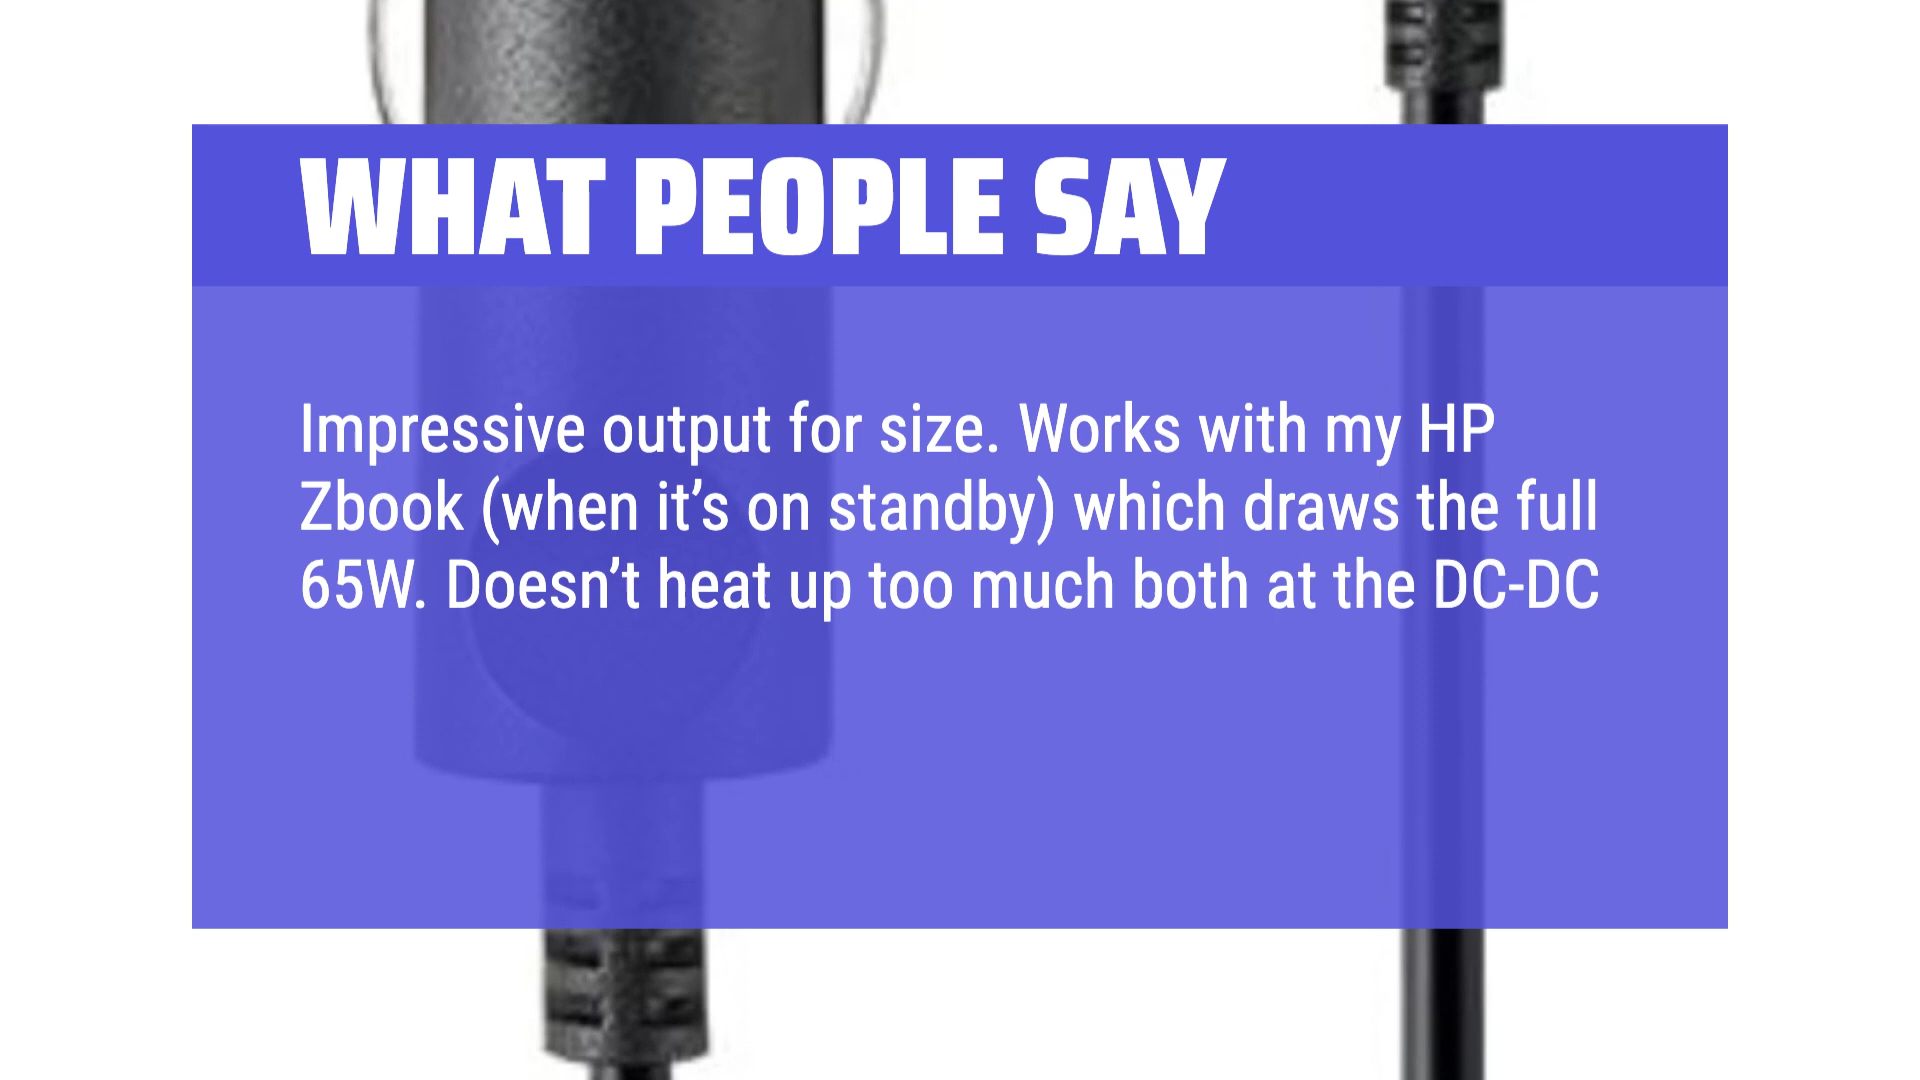 WHAT PEOPLE SAY
Impressive output for size. Works with my HP
Zbook (when it’s on standby) which draws the full
65W. Doesn’t heat up too much both at the DC-DC